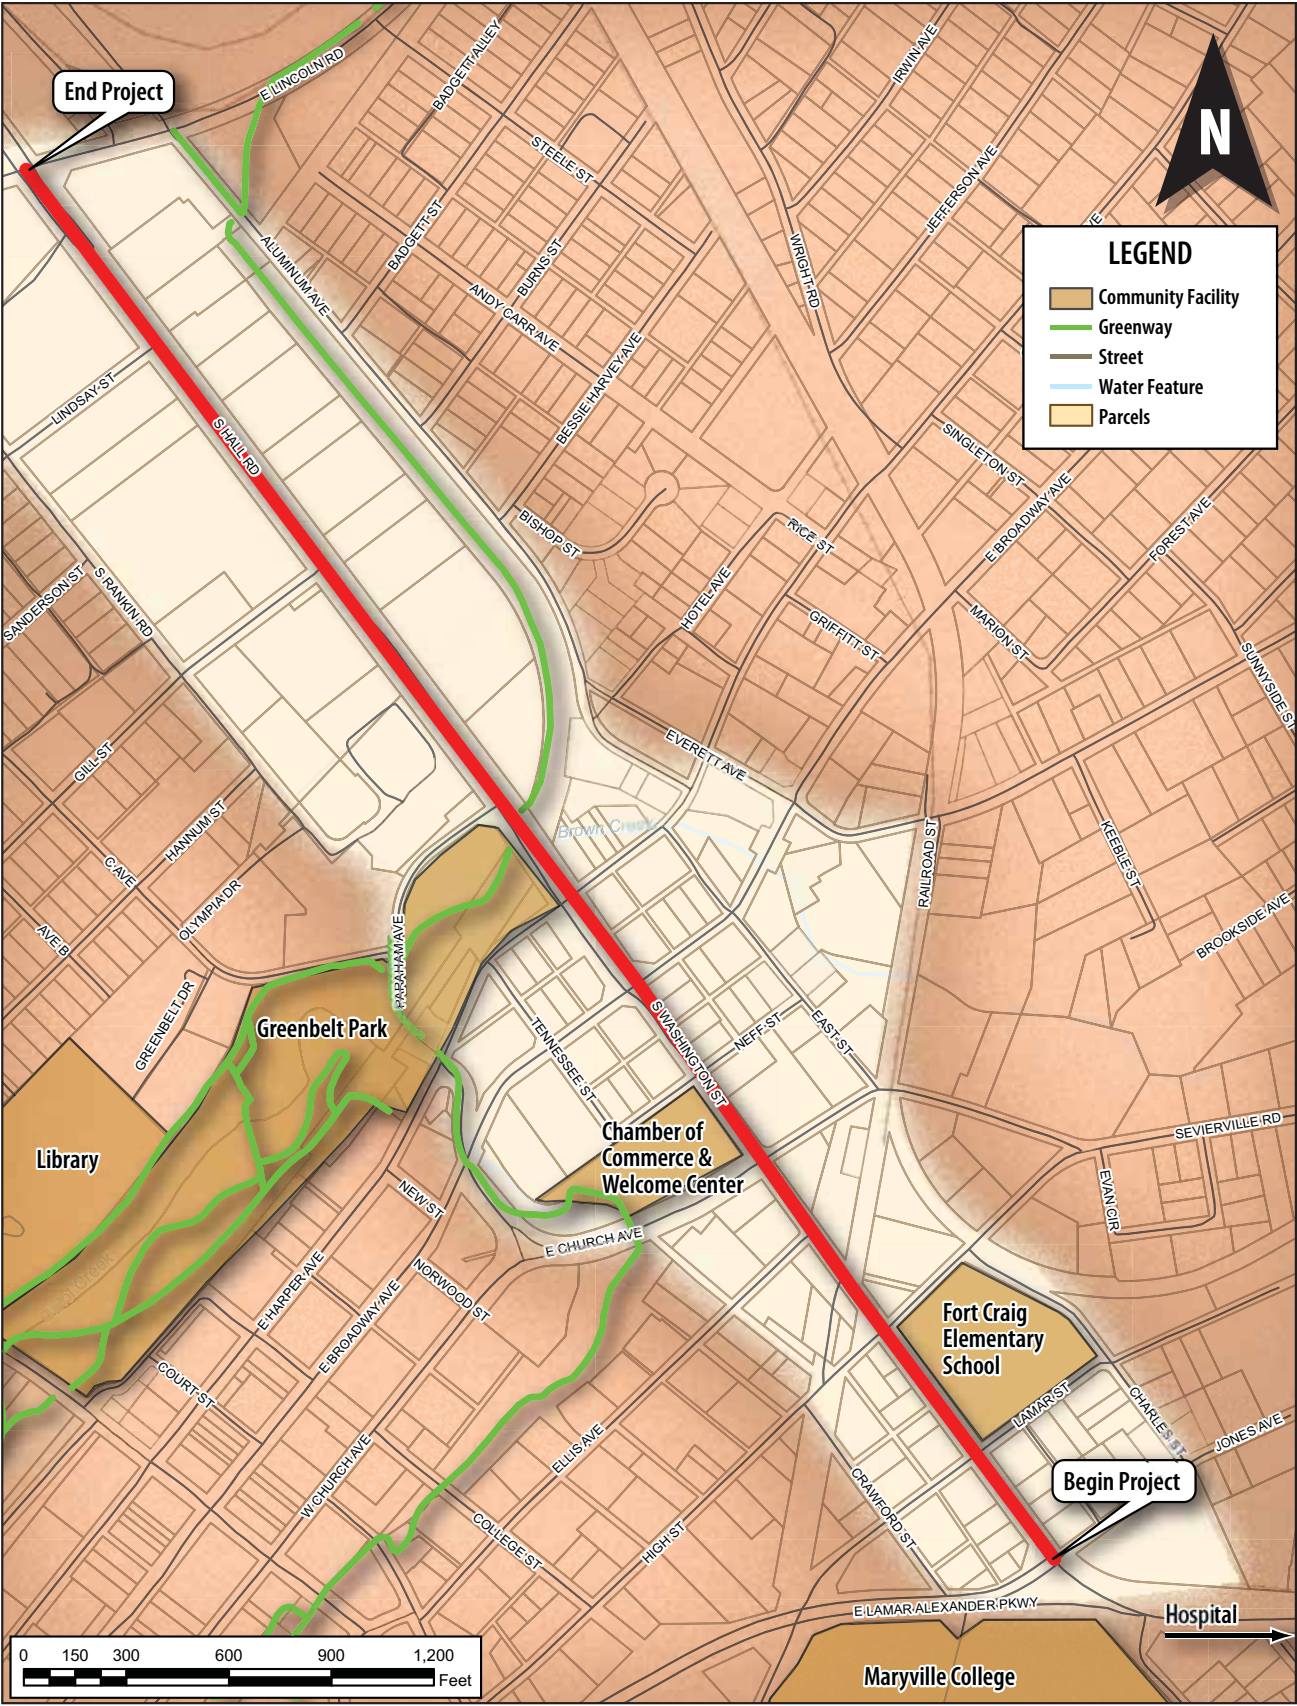 End Project
E LINCOLN RD
BADGETT ALLEY
IRWIN AVE
N
STEELE ST
JEFFERSON AVE
AVE
BADGETT ST
BURNS ST
WRIGHT RD
ALUMINUM AVE
ANDY CARR AVE
LEGEND
Community Facility
Greenway
Street
Water Feature
Parcels
LINDSAY ST
BESSIE HARVEY AVE
S HALL RD
SINGLETON ST
E BROADWAY AVE
FOREST AVE
BISHOP ST
RICE ST
SANDERSON ST
S RANKIN RD
HOTEL AVE
GRIFFITT ST
MARION ST
SUNNYSIDE ST
GILL ST
EVERETT AVE
HANNUM ST
Brown Creek
C AVE
RAILROAD ST
KEEBLE ST
OLYMPIA DR
AVE B
PARAHAM AVE
BROOKSIDE AVE
GREENBELT DR
Greenbelt Park
TENNESSEE ST
S WASHINGTON ST
NEFF ST
EAST ST
Library
Chamber of
Commerce &
Welcome Center
SEVIERVILLE RD
EVAN CIR
NEW ST
E CHURCH AVE
E HARPER AVE
NORWOOD ST
E BROADWAY AVE
Fort Craig
Elementary
School
COURT ST
LAMAR ST
CHARLES ST
JONES AVE
W CHURCH AVE
ELLIS AVE
Begin Project
CRAWFORD ST
COLLEGE ST
HIGH ST
E LAMAR ALEXANDER PKWY
Hospital
Maryville College
0 150 300 600 900 1,200
Feet